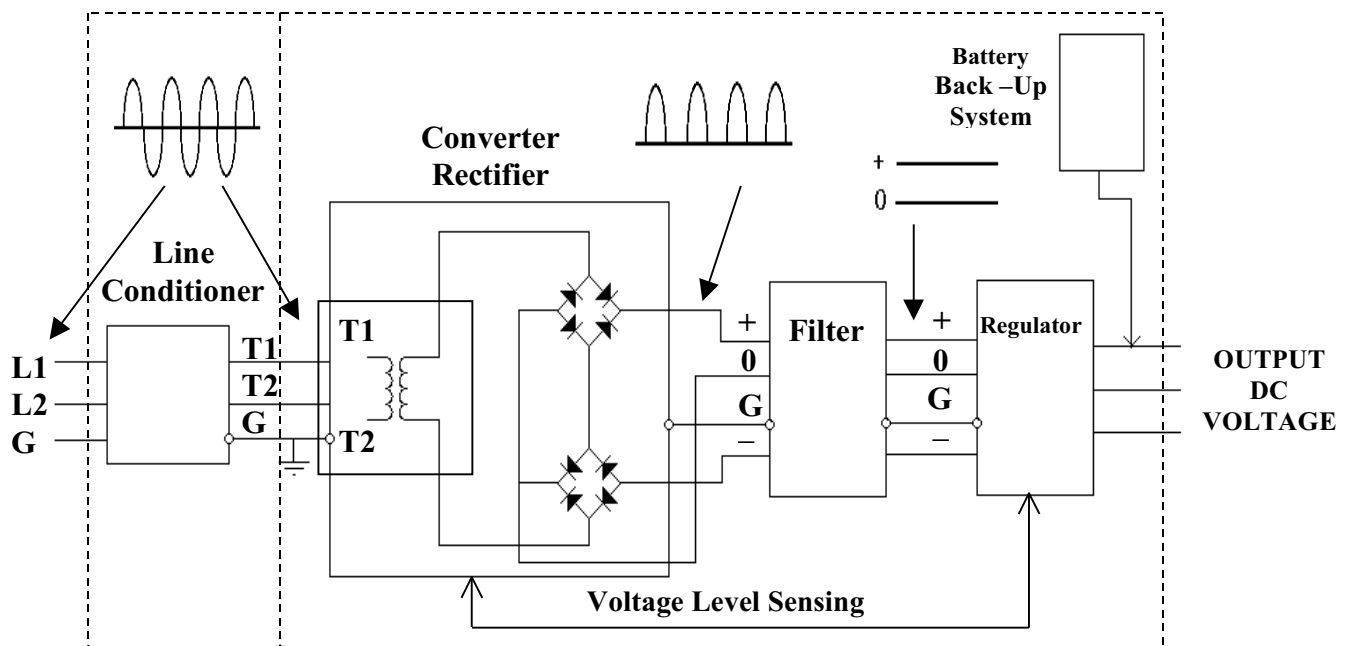 Battery
Back –Up
System
Converter
Rectifier
+
0
Line
Conditioner
T1
T2
L1
L2
G
T1
T2
G
+
0
G
–
Filter
+
0
G
–
Regulator
OUTPUT
DC
VOLTAGE
Voltage Level Sensing